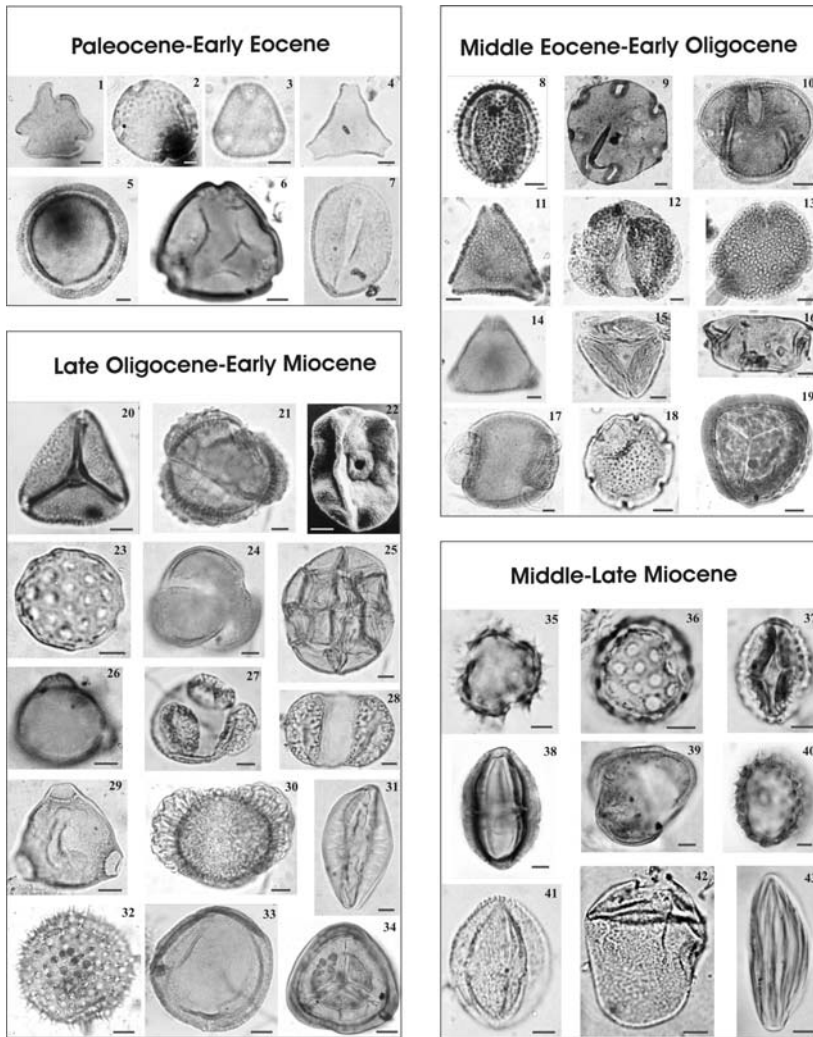 Paleocene-Early Eocene
1 2 3 4
5 6 7
Middle Eocene-Early Oligocene
8 9 10
11 12 13
14 15 16
17 18 19
Late Oligocene-Early Miocene
20 21 22
23 24 25
26 27 28
29 30 31
32 33 34
Middle-Late Miocene
35 36 37
38 39 40
41 42 43